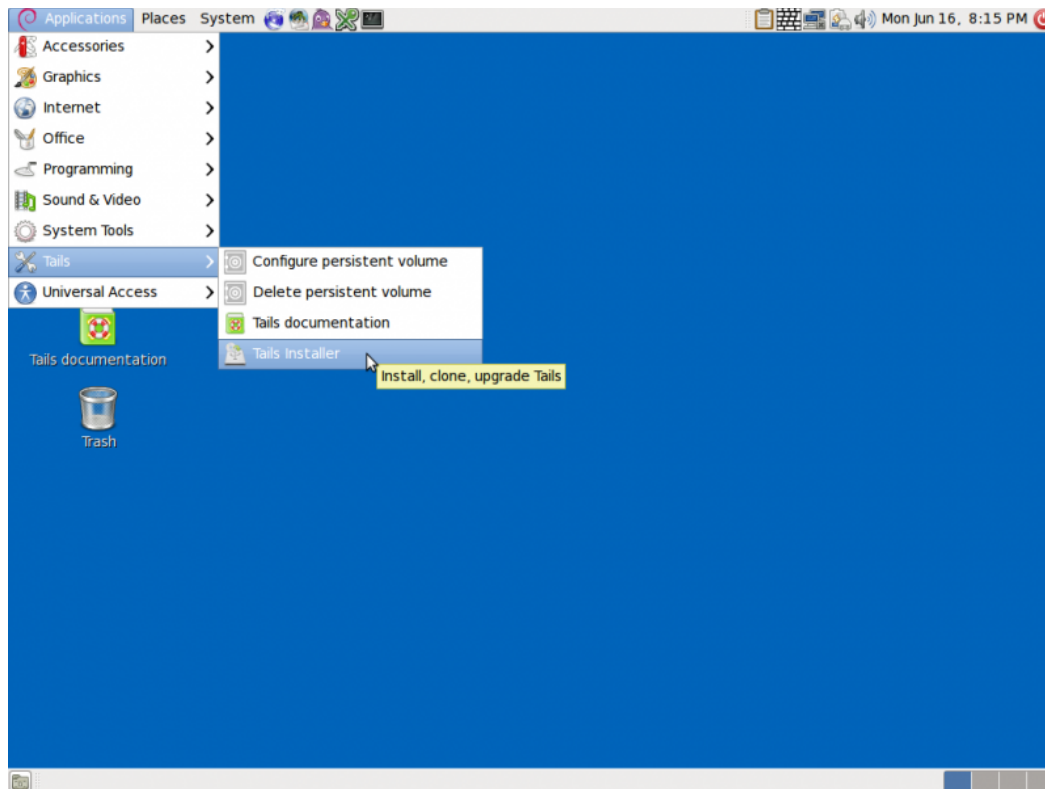 Applications Places System Mon Jun 16, 8:15 PM
Accessories
Graphics
Internet
Office
Programming
Sound & Video
System Tools
Tails
Universal Access
Configure persistent volume
Delete persistent volume
Tails documentation
Tails Installer
Install, clone, upgrade Tails
Tails documentation
Trash